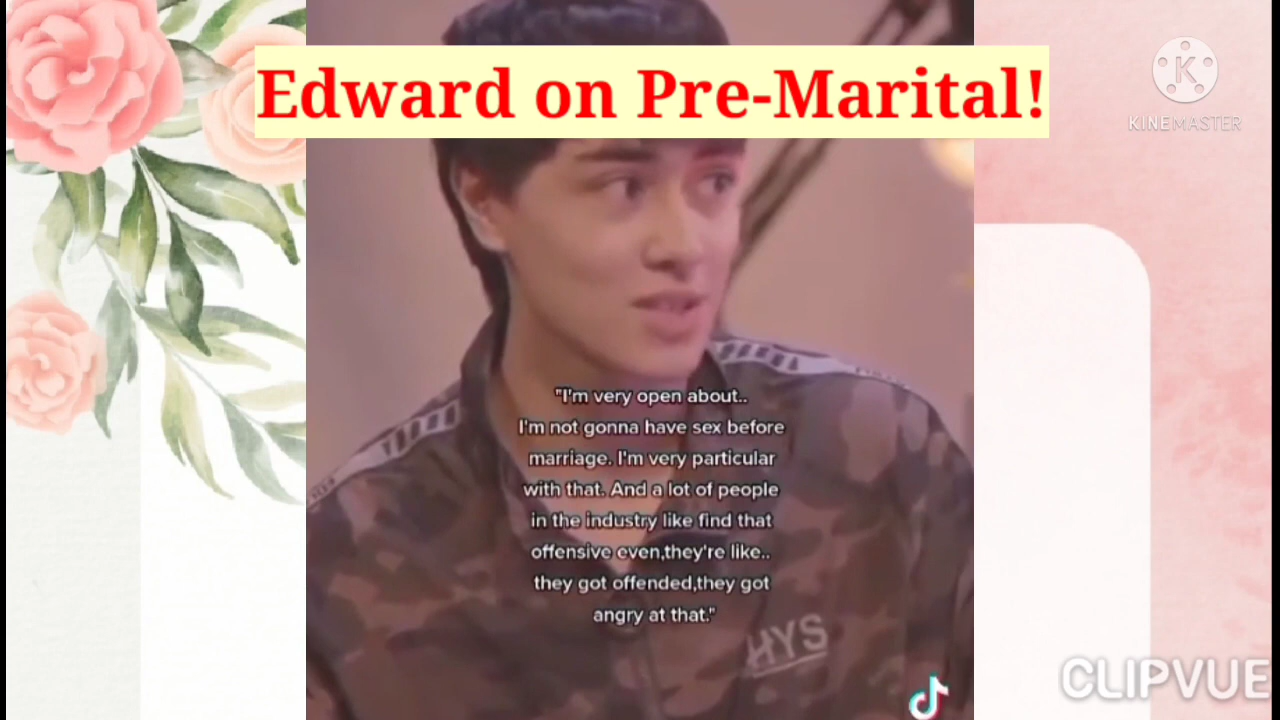 Edward on Pre-Marital!
KINEMASTER
"I'm very open about..
I'm not gonna have sex before
marriage. I'm very particular
with that. And a lot of people
in the industry like find that
offensive even,they're like..
they got offended,they got
angry at that."
HYS
CLIPVUE